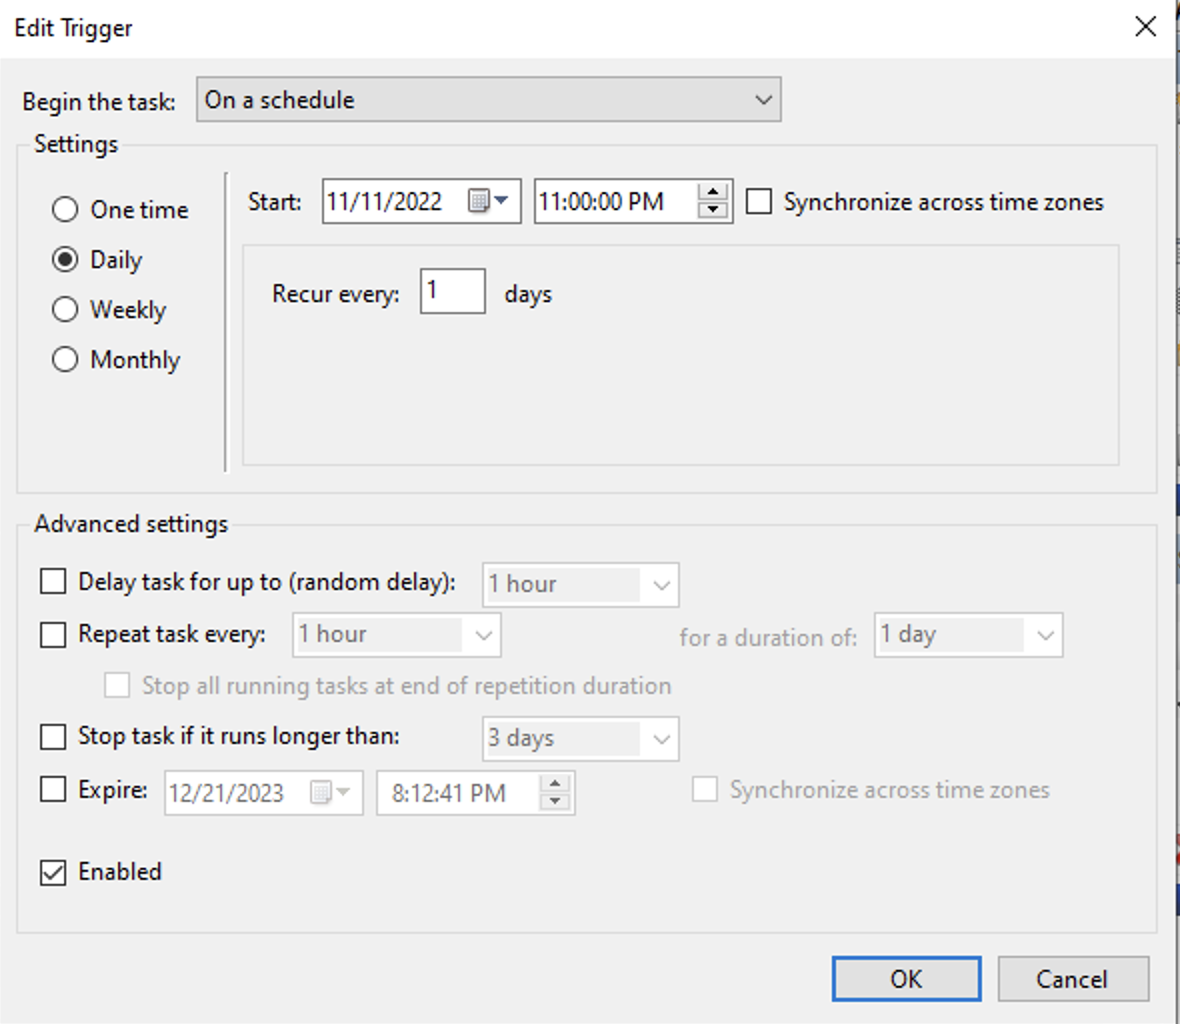 Edit Trigger
Begin the task: On a schedule
Settings
One time
Daily
Weekly
Monthly
Start: 11/11/2022 11:00:00 PM Synchronize across time zones
Recur every: 1 days
Advanced settings
Delay task for up to (random delay): 1 hour
Repeat task every: 1 hour for a duration of: 1 day
Stop all running tasks at end of repetition duration
Stop task if it runs longer than: 3 days
Expire: 12/21/2023 8:12:41 PM Synchronize across time zones
Enabled
OK Cancel